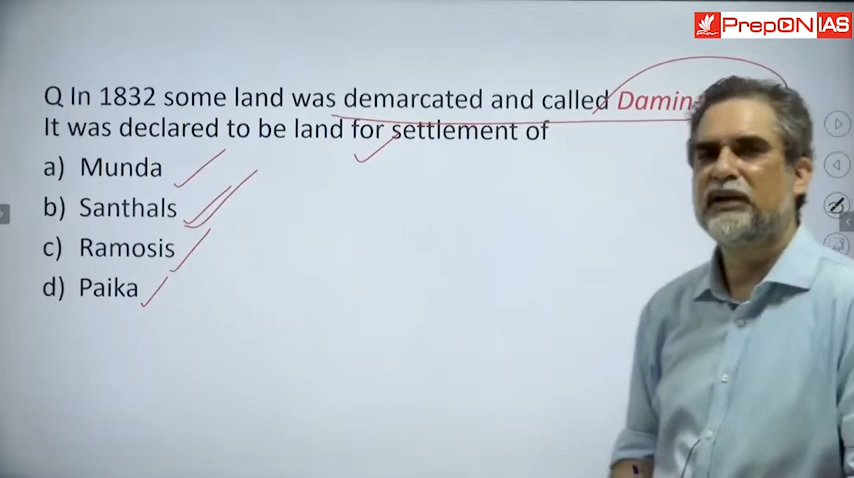 PrepON IAS
Q In 1832 some land was demarcated and called Damin-
It was declared to be land for settlement of
a) Munda
b) Santhals
c) Ramosis
d) Paika